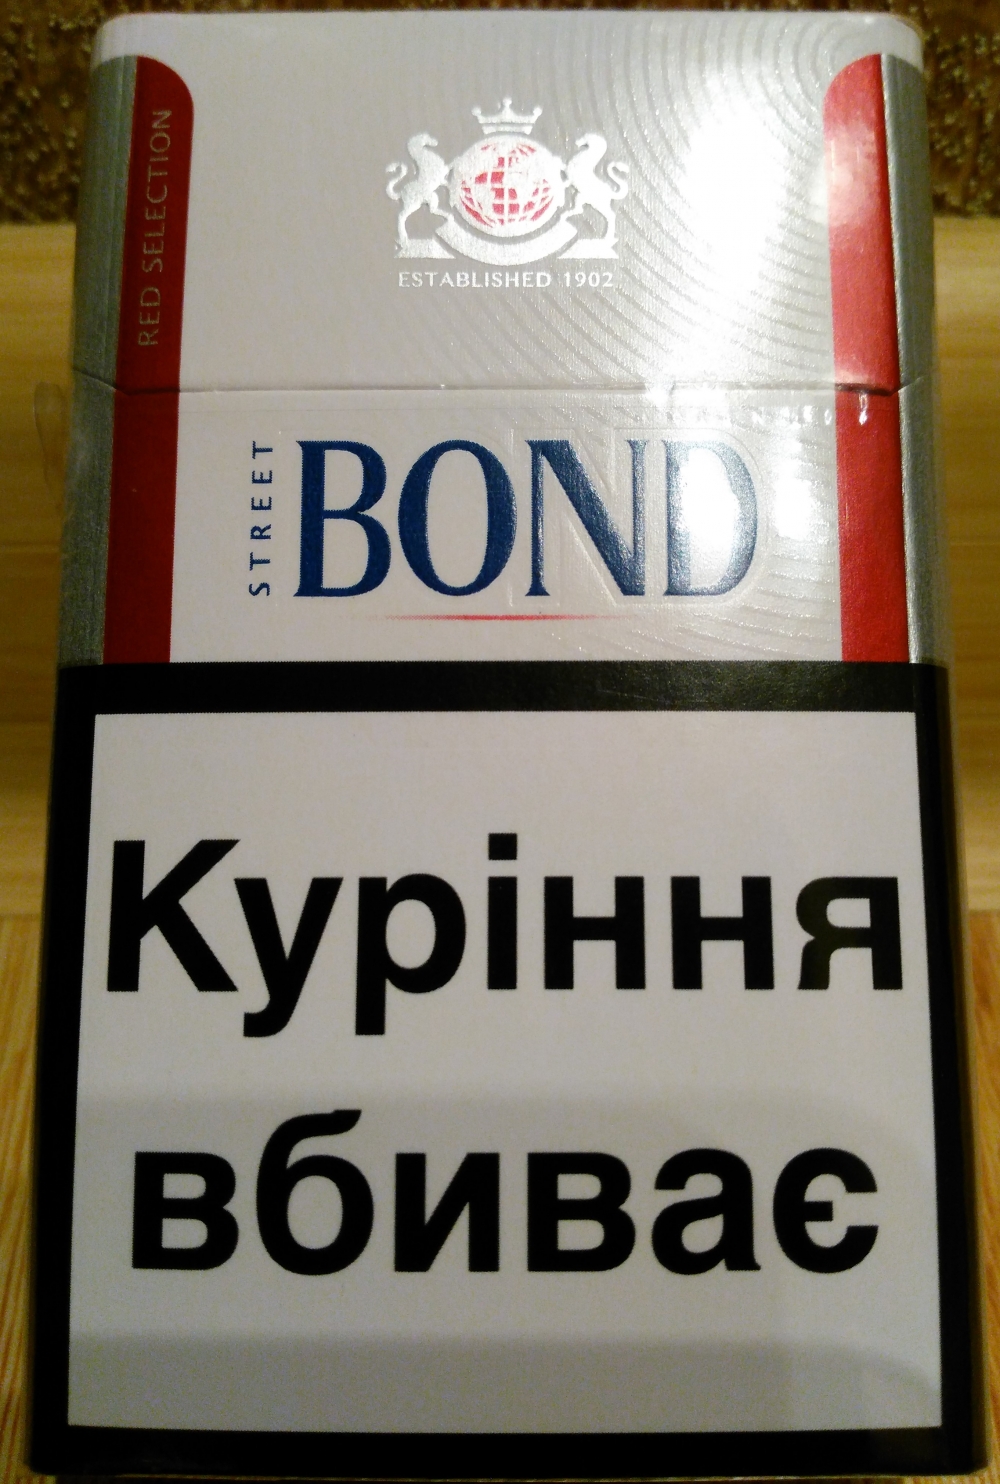 RED SELECTION
ESTABLISHED 1902
STREET
BOND
Куріння
вбиває